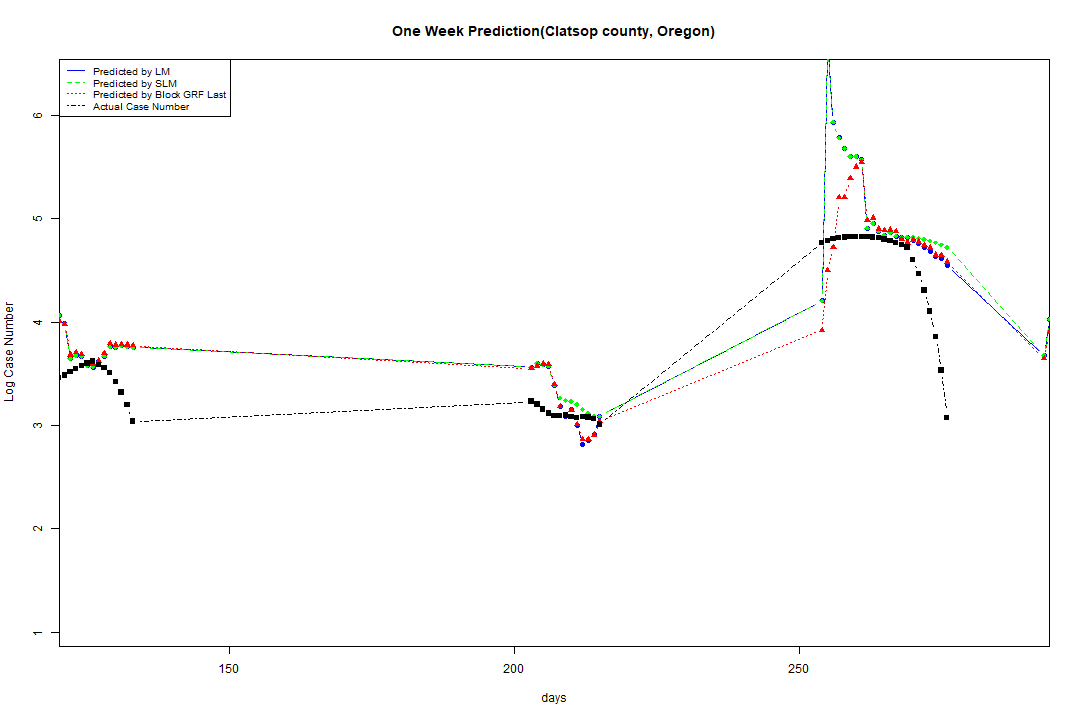 One Week Prediction(Clatsop county, Oregon)
Predicted by LM
Predicted by SLM
Predicted by Block GRF Last
Actual Case Number
Log Case Number
6
5
4
3
2
1
150
200
250
days